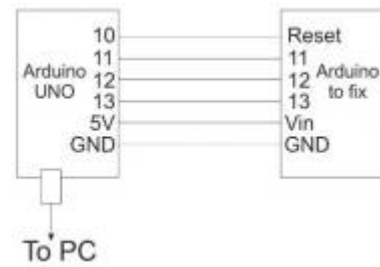 10 Reset
11 11
Arduino UNO 12 12 Arduino to fix
13 13
5V Vin
GND GND
To PC